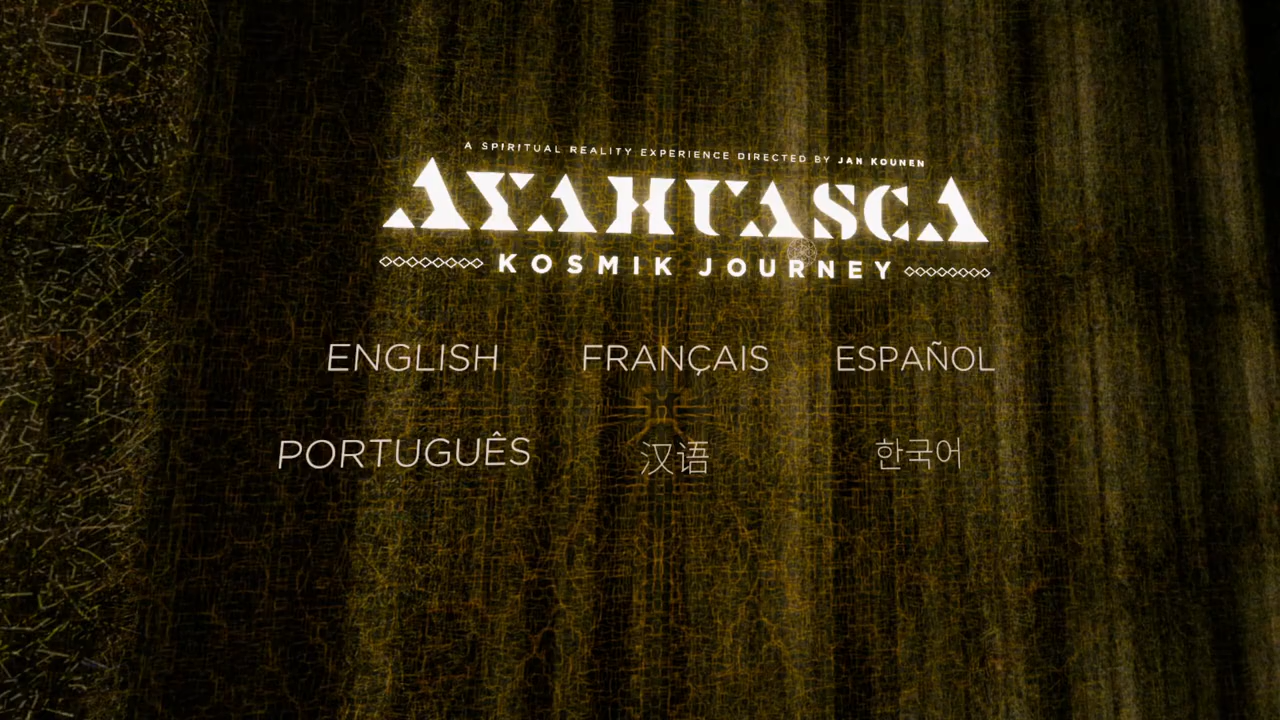 A SPIRITUAL REALITY EXPERIENCE DIRECTED BY JAN KOUNEN
AYAHUASCA
KOSMIK JOURNEY
ENGLISH FRANÇAIS ESPAÑOL
PORTUGUÊS 汉语 한국어